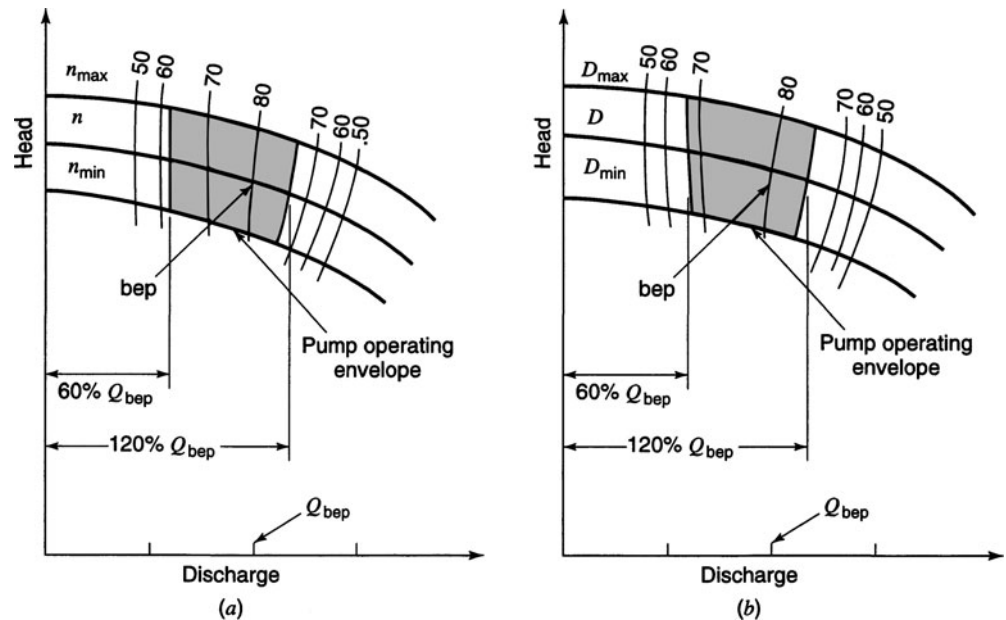 50
60
70
80
70
60
.50
n_max
n
n_min
Head
bep
Pump operating
envelope
60% Q_bep
120% Q_bep
Q_bep
Discharge
(a)
50
60
70
80
70
60
50
D_max
D
D_min
Head
bep
Pump operating
envelope
60% Q_bep
120% Q_bep
Q_bep
Discharge
(b)